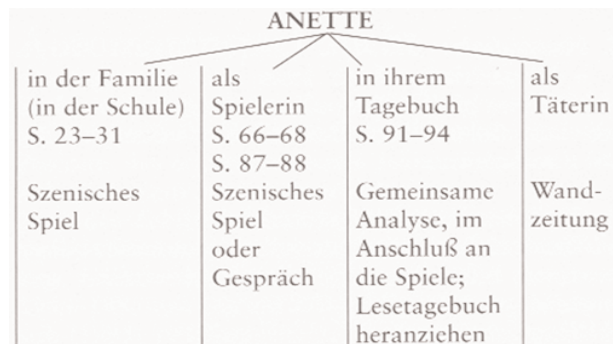 ANETTE
in der Familie
(in der Schule)
S. 23–31
Szenisches
Spiel
als
Spielerin
S. 66–68
S. 87–88
Szenisches
Spiel
oder
Gespräch
in ihrem
Tagebuch
S. 91–94
Gemeinsame
Analyse, im
Anschluß an
die Spiele;
Lesetagebuch
heranziehen
als
Täterin
Wand-
zeitung